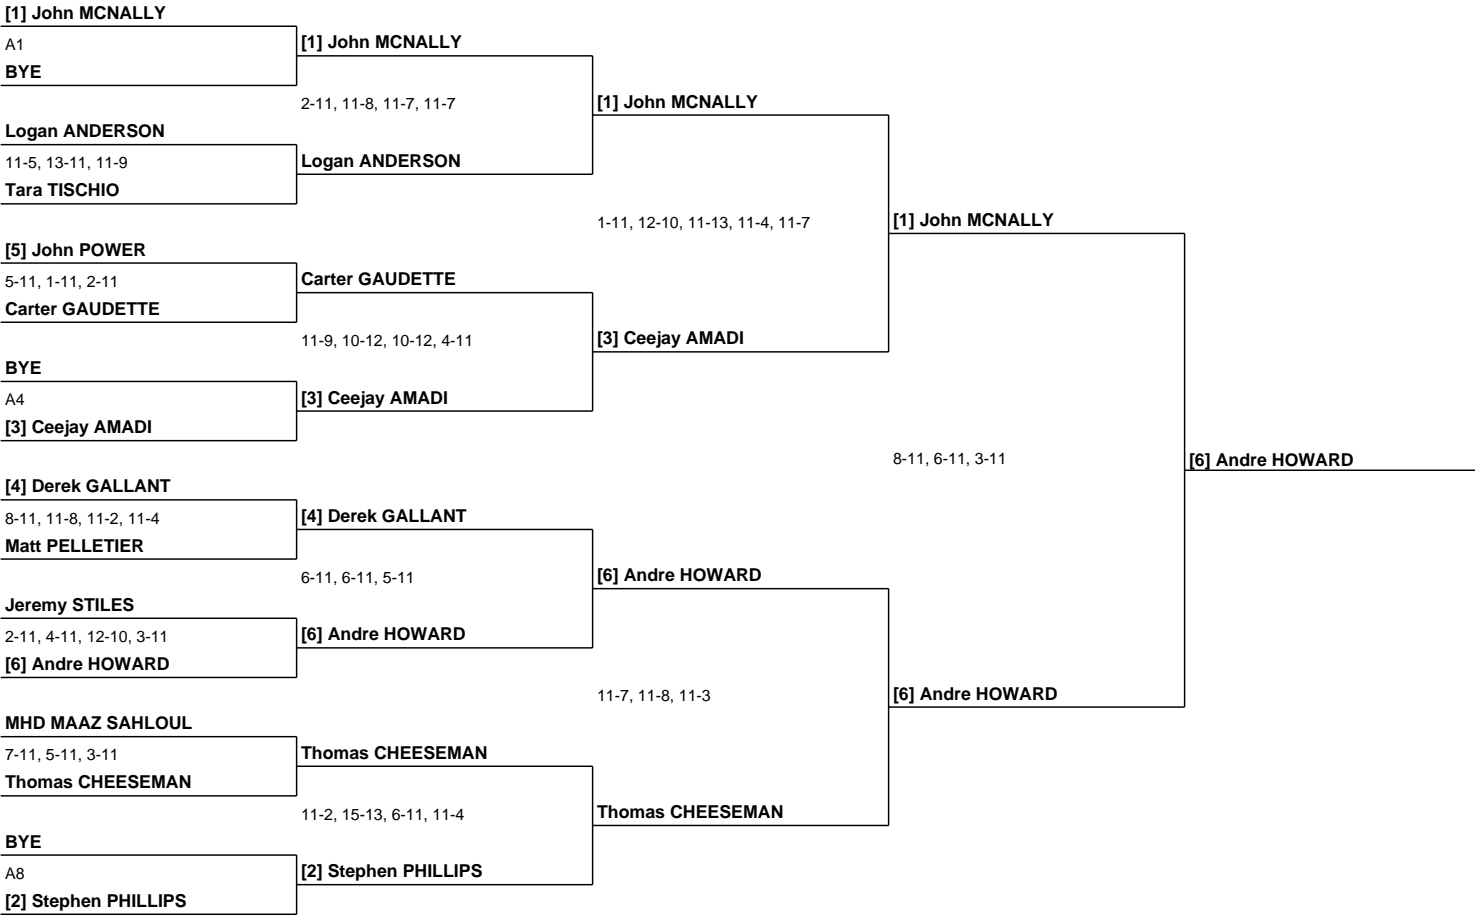 [1] John MCNALLY
A1
BYE
Logan ANDERSON
11-5, 13-11, 11-9
Tara TISCHIO
[5] John POWER
5-11, 1-11, 2-11
Carter GAUDETTE
BYE
A4
[3] Ceejay AMADI
[4] Derek GALLANT
8-11, 11-8, 11-2, 11-4
Matt PELLETIER
Jeremy STILES
2-11, 4-11, 12-10, 3-11
[6] Andre HOWARD
MHD MAAZ SAHLOUL
7-11, 5-11, 3-11
Thomas CHEESEMAN
BYE
A8
[2] Stephen PHILLIPS
[1] John MCNALLY
2-11, 11-8, 11-7, 11-7
Logan ANDERSON
Carter GAUDETTE
11-9, 10-12, 10-12, 4-11
[3] Ceejay AMADI
[4] Derek GALLANT
6-11, 6-11, 5-11
[6] Andre HOWARD
Thomas CHEESEMAN
11-2, 15-13, 6-11, 11-4
[2] Stephen PHILLIPS
[1] John MCNALLY
1-11, 12-10, 11-13, 11-4, 11-7
[3] Ceejay AMADI
[6] Andre HOWARD
11-7, 11-8, 11-3
Thomas CHEESEMAN
[1] John MCNALLY
8-11, 6-11, 3-11
[6] Andre HOWARD
[6] Andre HOWARD